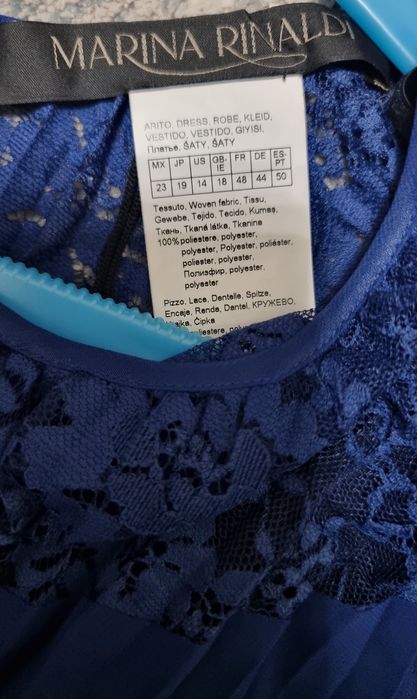 MARINA RINALDI
ABITO, DRESS, ROBE, KLEID,
VESTIDO, VESTIDO, GIYISI,
Платье, ŠATY, ŠATY
MX JP US GB-IE FR DE ES-PT
23 19 14 18 48 44 50
Tessuto, Woven fabric, Tissu,
Gewebe, Tejido, Tecido, Kumaş,
Ткань, Tkaná látka, Tkanina
100% poliestere, polyester,
polyester, Polyester, poliéster,
poliester, polyester,
Полиэфир, polyester,
polyester
Pizzo, Lace, Dentelle, Spitze,
Encaje, Renda, Dantel, КРУЖЕВО,
Čipka